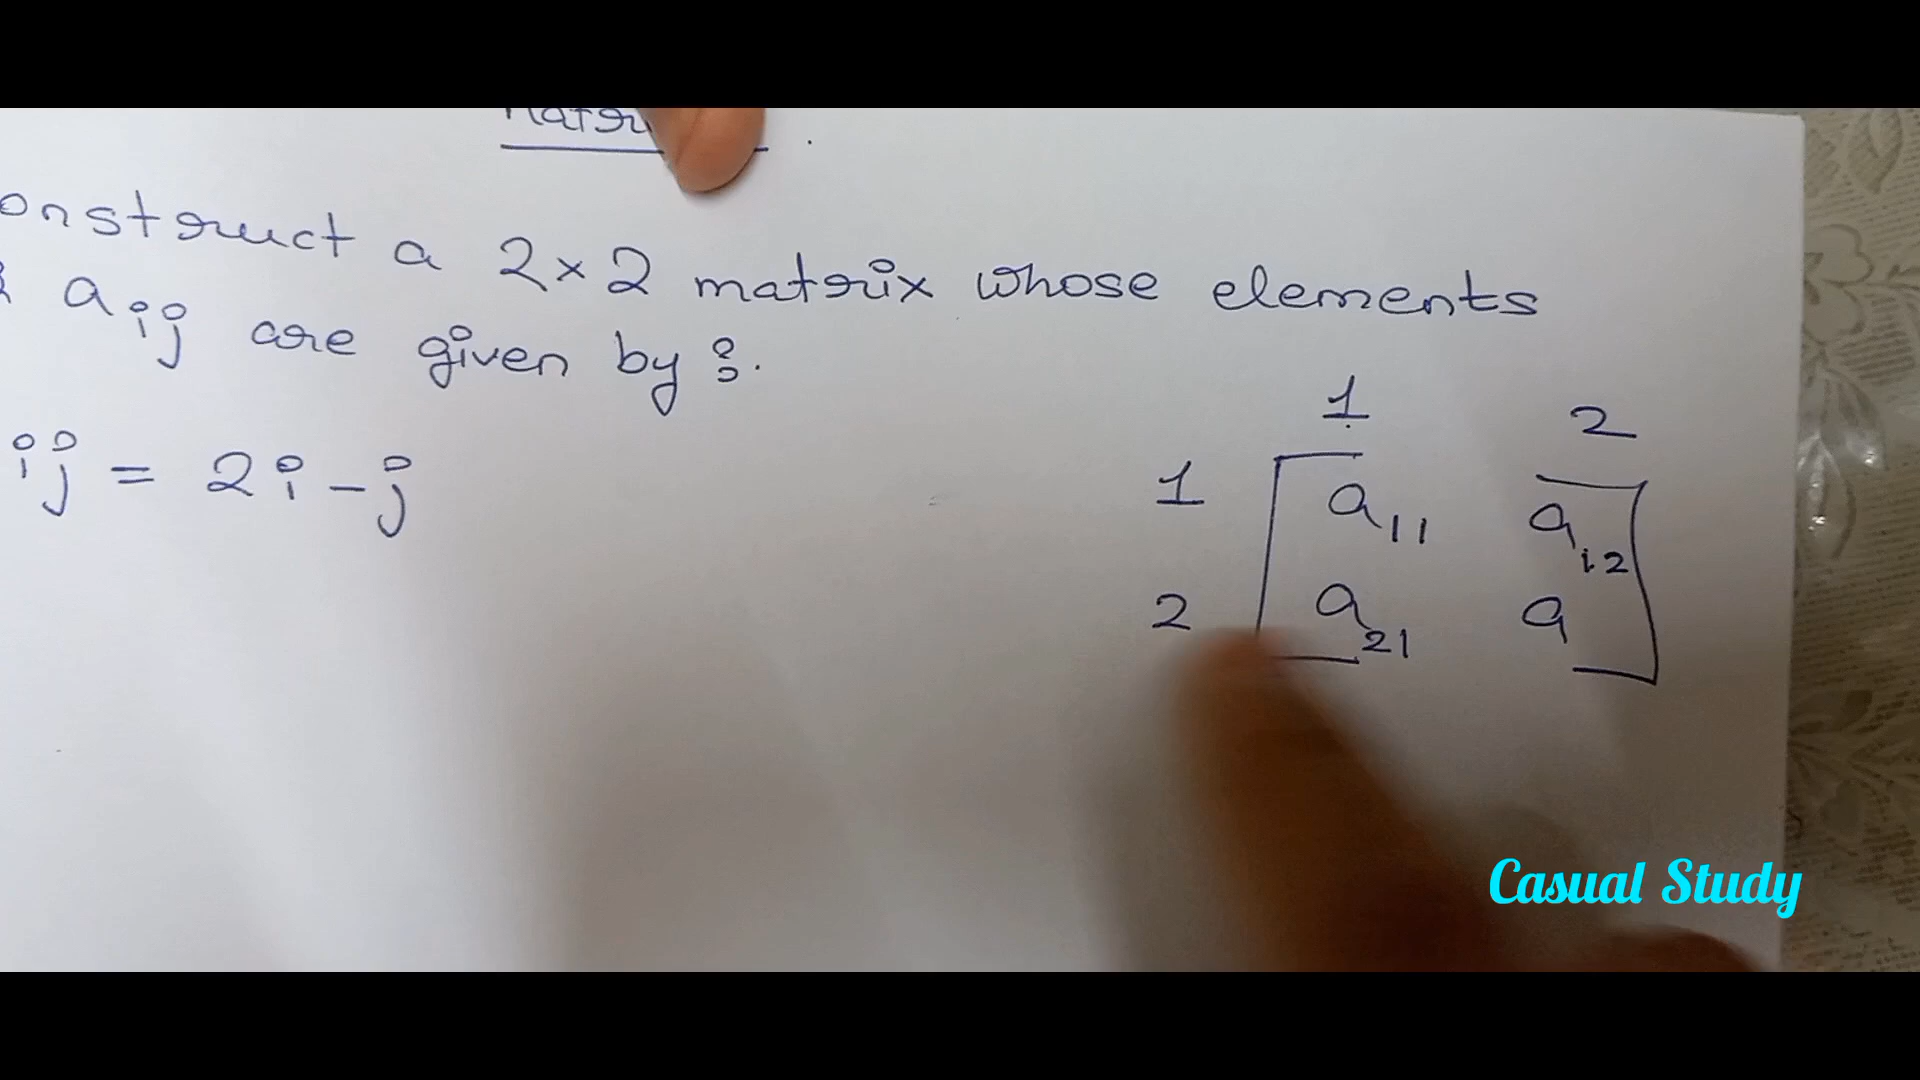 onstruct a 2×2 matrix whose elements
aij are given by :
ij = 2i - j
1 2
1 a11 a12
2 a21 a
Casual Study